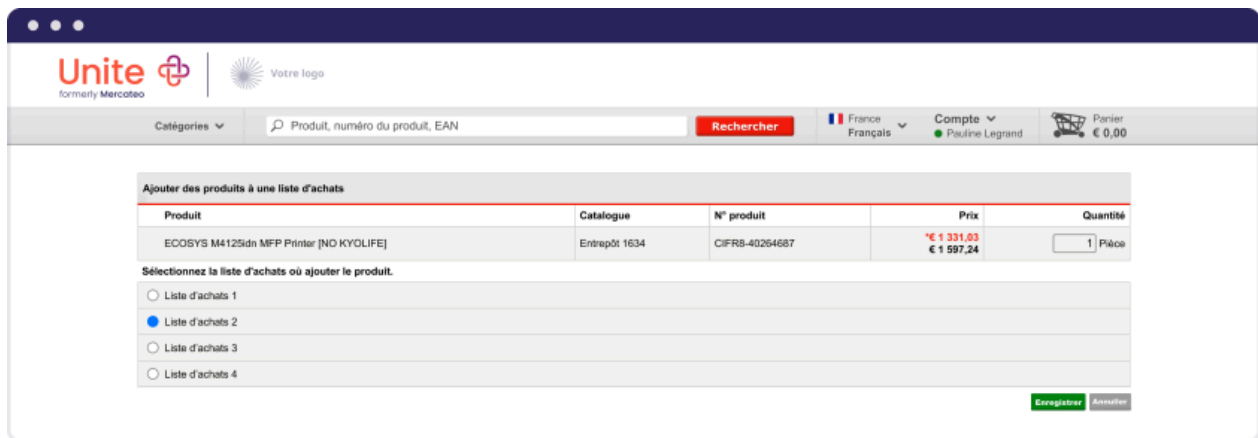 Unite
formerly Mercateo
Votre logo
Catégories
Produit, numéro du produit, EAN
Rechercher
France
Français
Compte
Pauline Legrand
Panier
€ 0,00
Ajouter des produits à une liste d'achats
Produit Catalogue N° produit Prix Quantité
ECOSYS M4125idn MFP Printer [NO KYOLIFE] Entrepôt 1634 CIFR8-40264687 *€ 1 331,03 1 Pièce
€ 1 597,24
Sélectionnez la liste d'achats où ajouter le produit.
Liste d'achats 1
Liste d'achats 2
Liste d'achats 3
Liste d'achats 4
Enregistrer Annuller